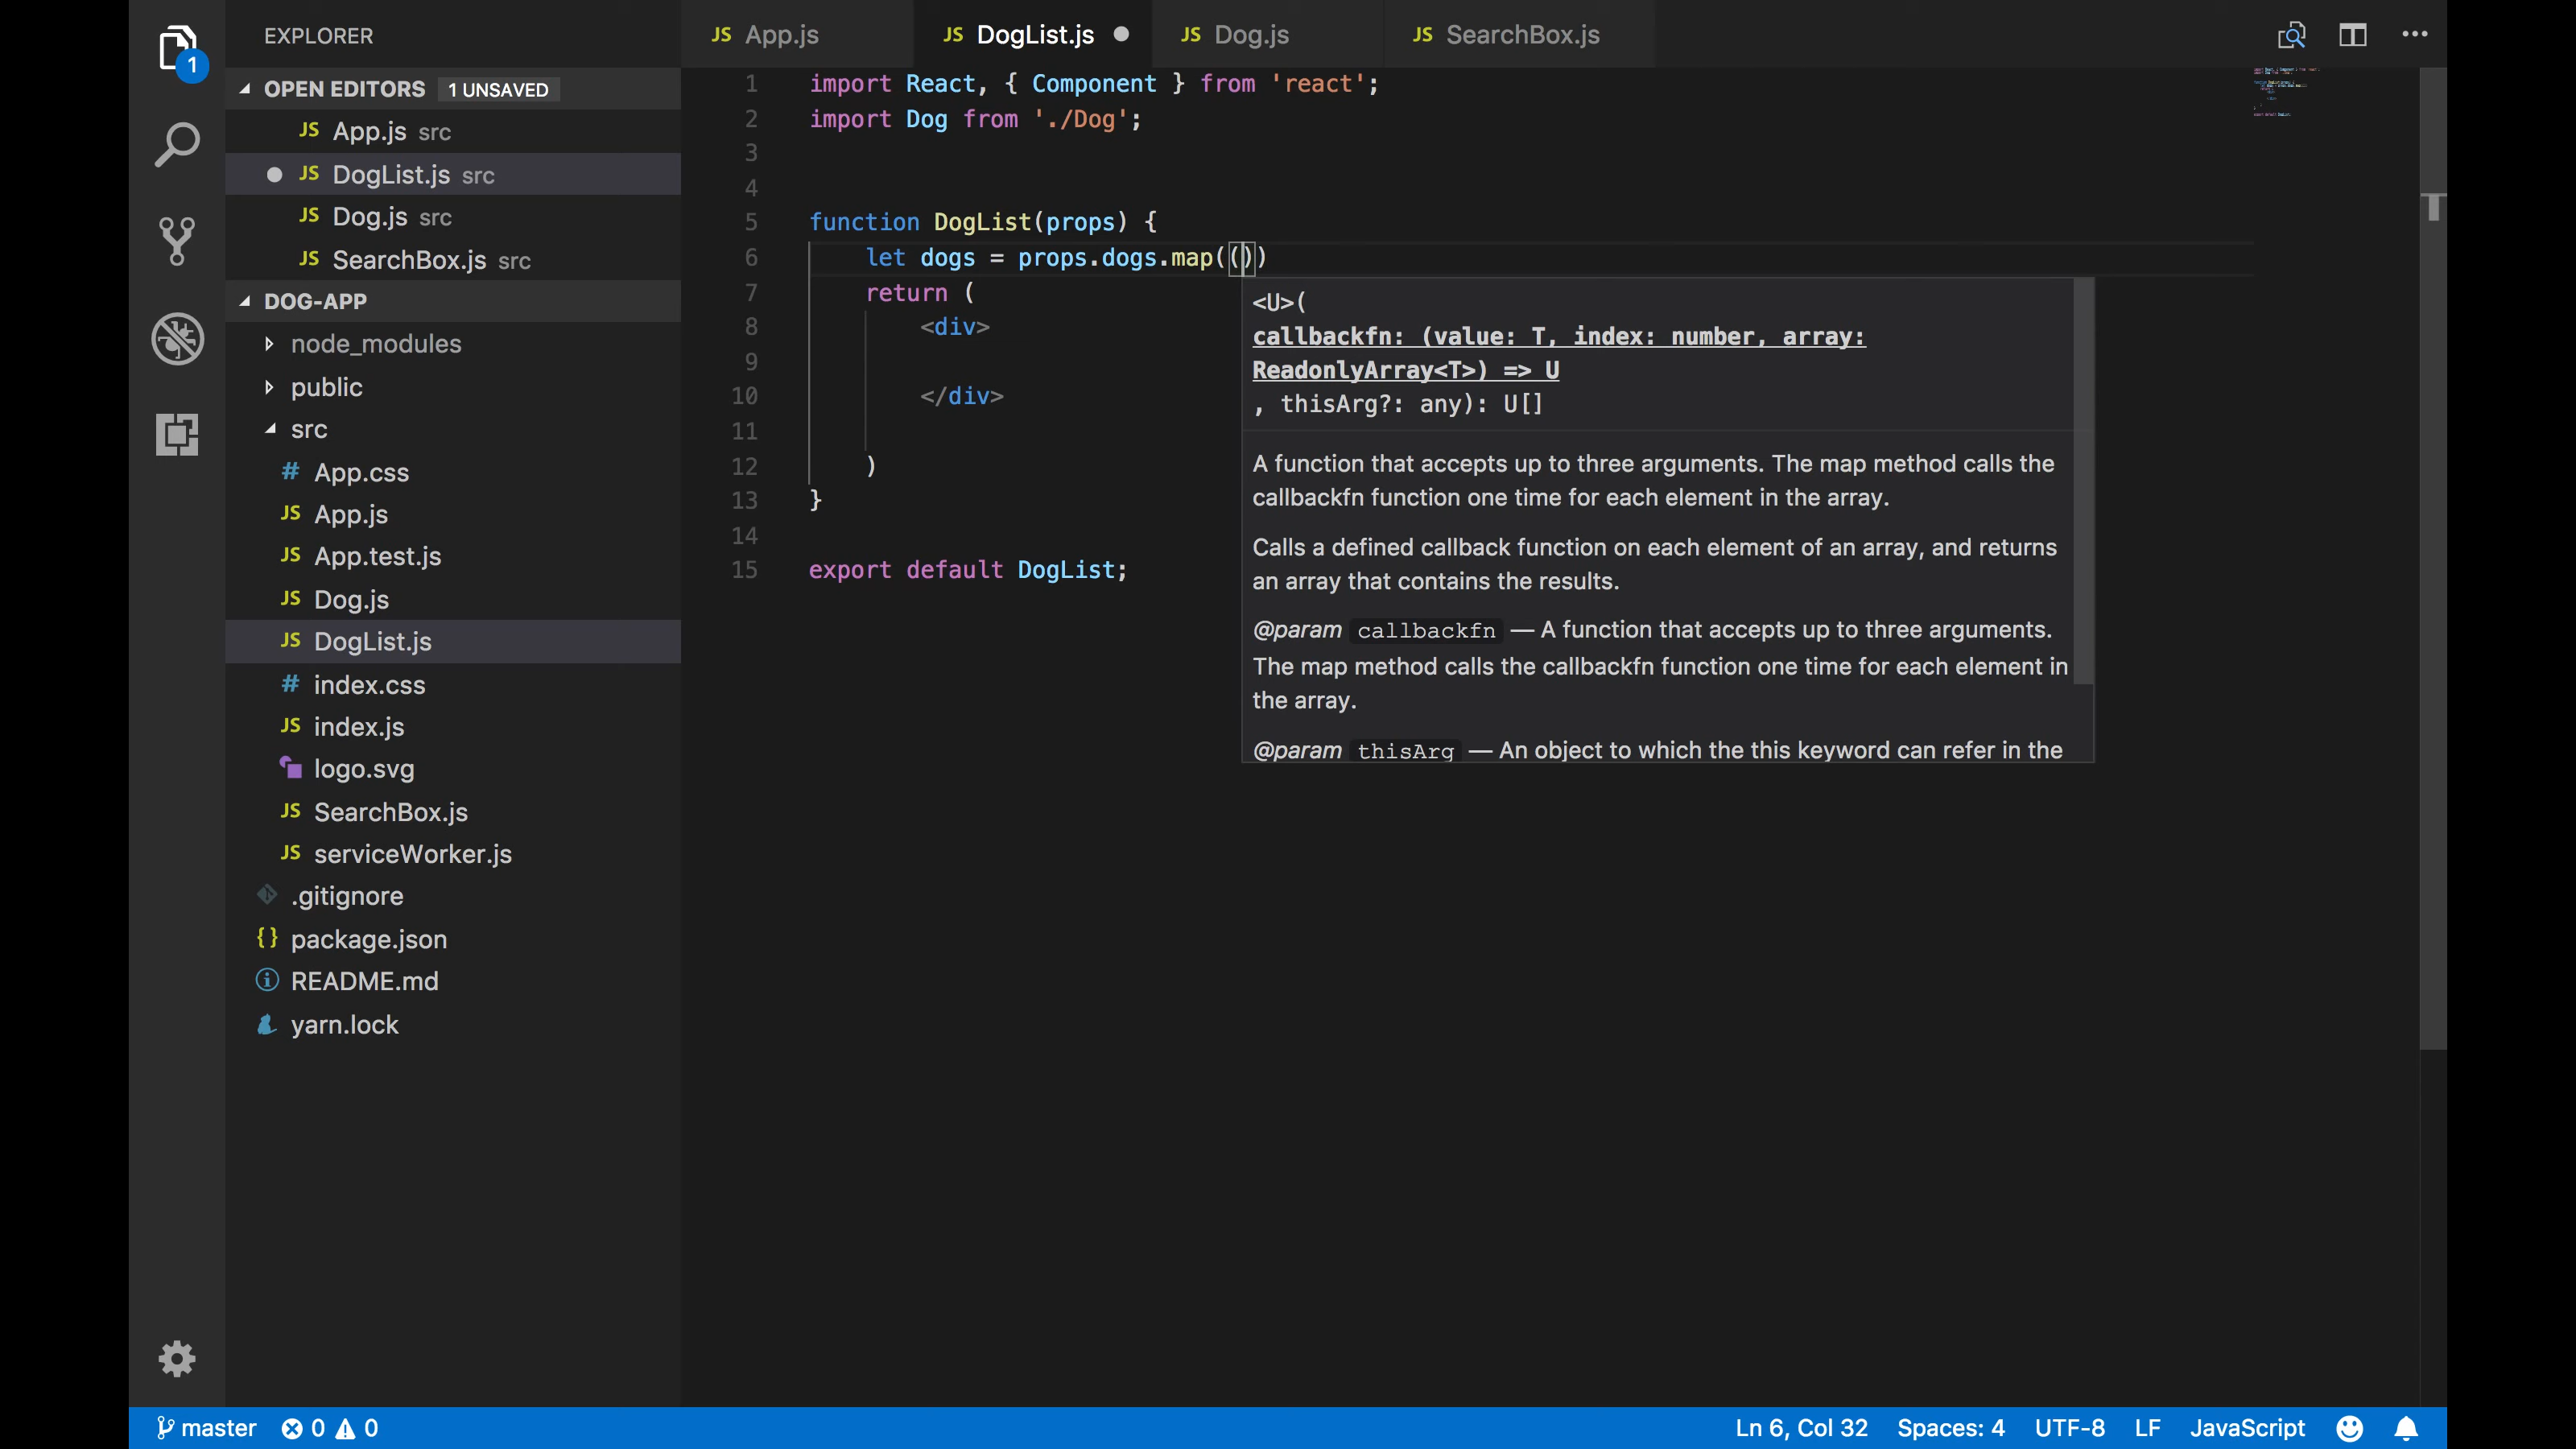 1
EXPLORER
OPEN EDITORS 1 UNSAVED
JS App.js src
JS DogList.js src
JS Dog.js src
JS SearchBox.js src
DOG-APP
node_modules
public
src
# App.css
JS App.js
JS App.test.js
JS Dog.js
JS DogList.js
# index.css
JS index.js
logo.svg
JS SearchBox.js
JS serviceWorker.js
.gitignore
{} package.json
README.md
yarn.lock
JS App.js JS DogList.js JS Dog.js JS SearchBox.js
1 import React, { Component } from 'react';
2 import Dog from './Dog';
3
4
5 function DogList(props) {
6 let dogs = props.dogs.map(())
7 return (
8 <div>
9
10 </div>
11
12 )
13 }
14
15 export default DogList;
<U>(
callbackfn: (value: T, index: number, array:
ReadonlyArray<T>) => U
, thisArg?: any): U[]
A function that accepts up to three arguments. The map method calls the
callbackfn function one time for each element in the array.
Calls a defined callback function on each element of an array, and returns
an array that contains the results.
@param callbackfn — A function that accepts up to three arguments.
The map method calls the callbackfn function one time for each element in
the array.
@param thisArg — An object to which the this keyword can refer in the
master 0 0 Ln 6, Col 32 Spaces: 4 UTF-8 LF JavaScript